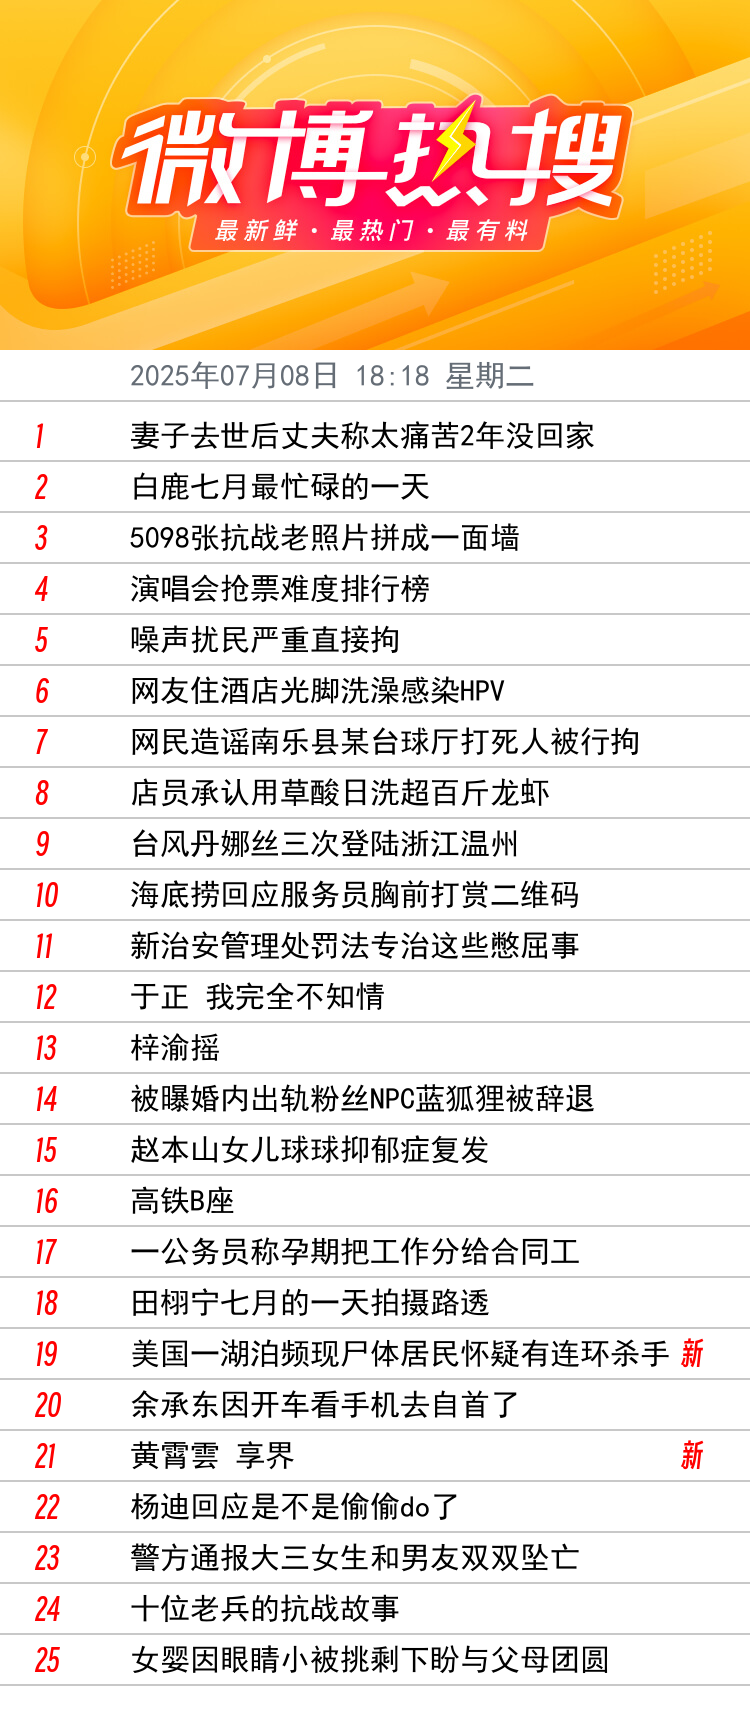 微博热搜
最新鲜·最热门·最有料
2025年07月08日 18:18 星期二
1 妻子去世后丈夫称太痛苦2年没回家
2 白鹿七月最忙碌的一天
3 5098张抗战老照片拼成一面墙
4 演唱会抢票难度排行榜
5 噪声扰民严重直接拘
6 网友住酒店光脚洗澡感染HPV
7 网民造谣南乐县某台球厅打死人被行拘
8 店员承认用草酸日洗超百斤龙虾
9 台风丹娜丝三次登陆浙江温州
10 海底捞回应服务员胸前打赏二维码
11 新治安管理处罚法专治这些憋屈事
12 于正 我完全不知情
13 梓渝摇
14 被曝婚内出轨粉丝NPC蓝狐狸被辞退
15 赵本山女儿球球抑郁症复发
16 高铁B座
17 一公务员称孕期把工作分给合同工
18 田栩宁七月的一天拍摄路透
19 美国一湖泊频现尸体居民怀疑有连环杀手 新
20 余承东因开车看手机去自首了
21 黄霄雲 享界 新
22 杨迪回应是不是偷偷do了
23 警方通报大三女生和男友双双坠亡
24 十位老兵的抗战故事
25 女婴因眼睛小被挑剩下盼与父母团圆